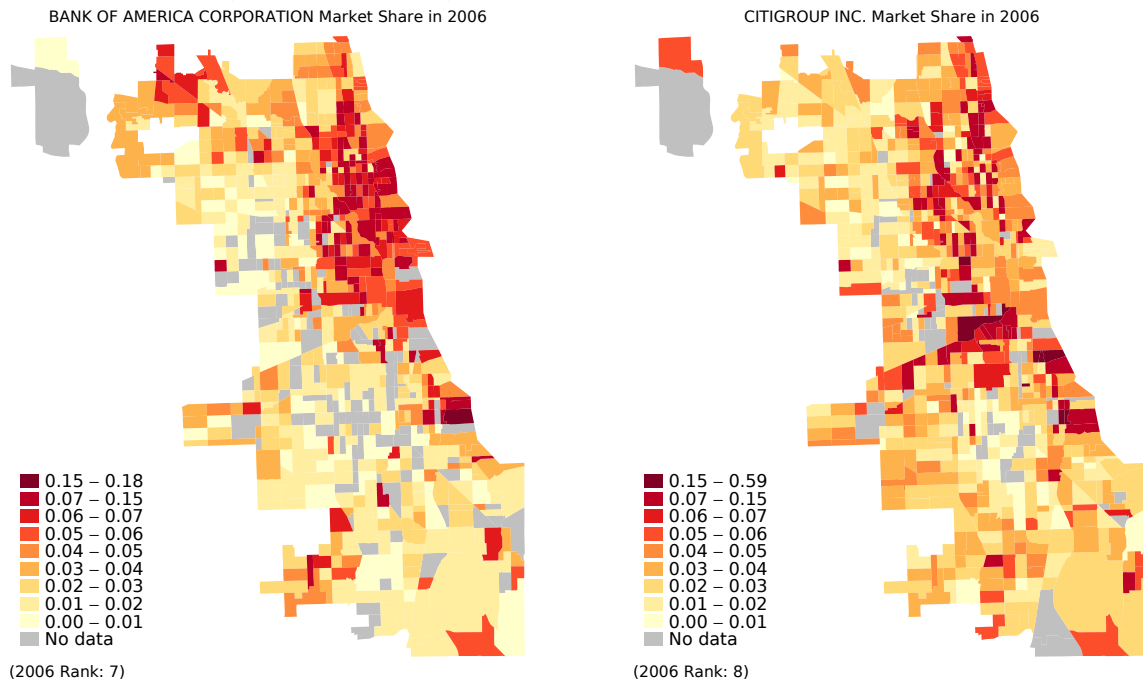 BANK OF AMERICA CORPORATION Market Share in 2006
0.15 – 0.18
0.07 – 0.15
0.06 – 0.07
0.05 – 0.06
0.04 – 0.05
0.03 – 0.04
0.02 – 0.03
0.01 – 0.02
0.00 – 0.01
No data
(2006 Rank: 7)
CITIGROUP INC. Market Share in 2006
0.15 – 0.59
0.07 – 0.15
0.06 – 0.07
0.05 – 0.06
0.04 – 0.05
0.03 – 0.04
0.02 – 0.03
0.01 – 0.02
0.00 – 0.01
No data
(2006 Rank: 8)